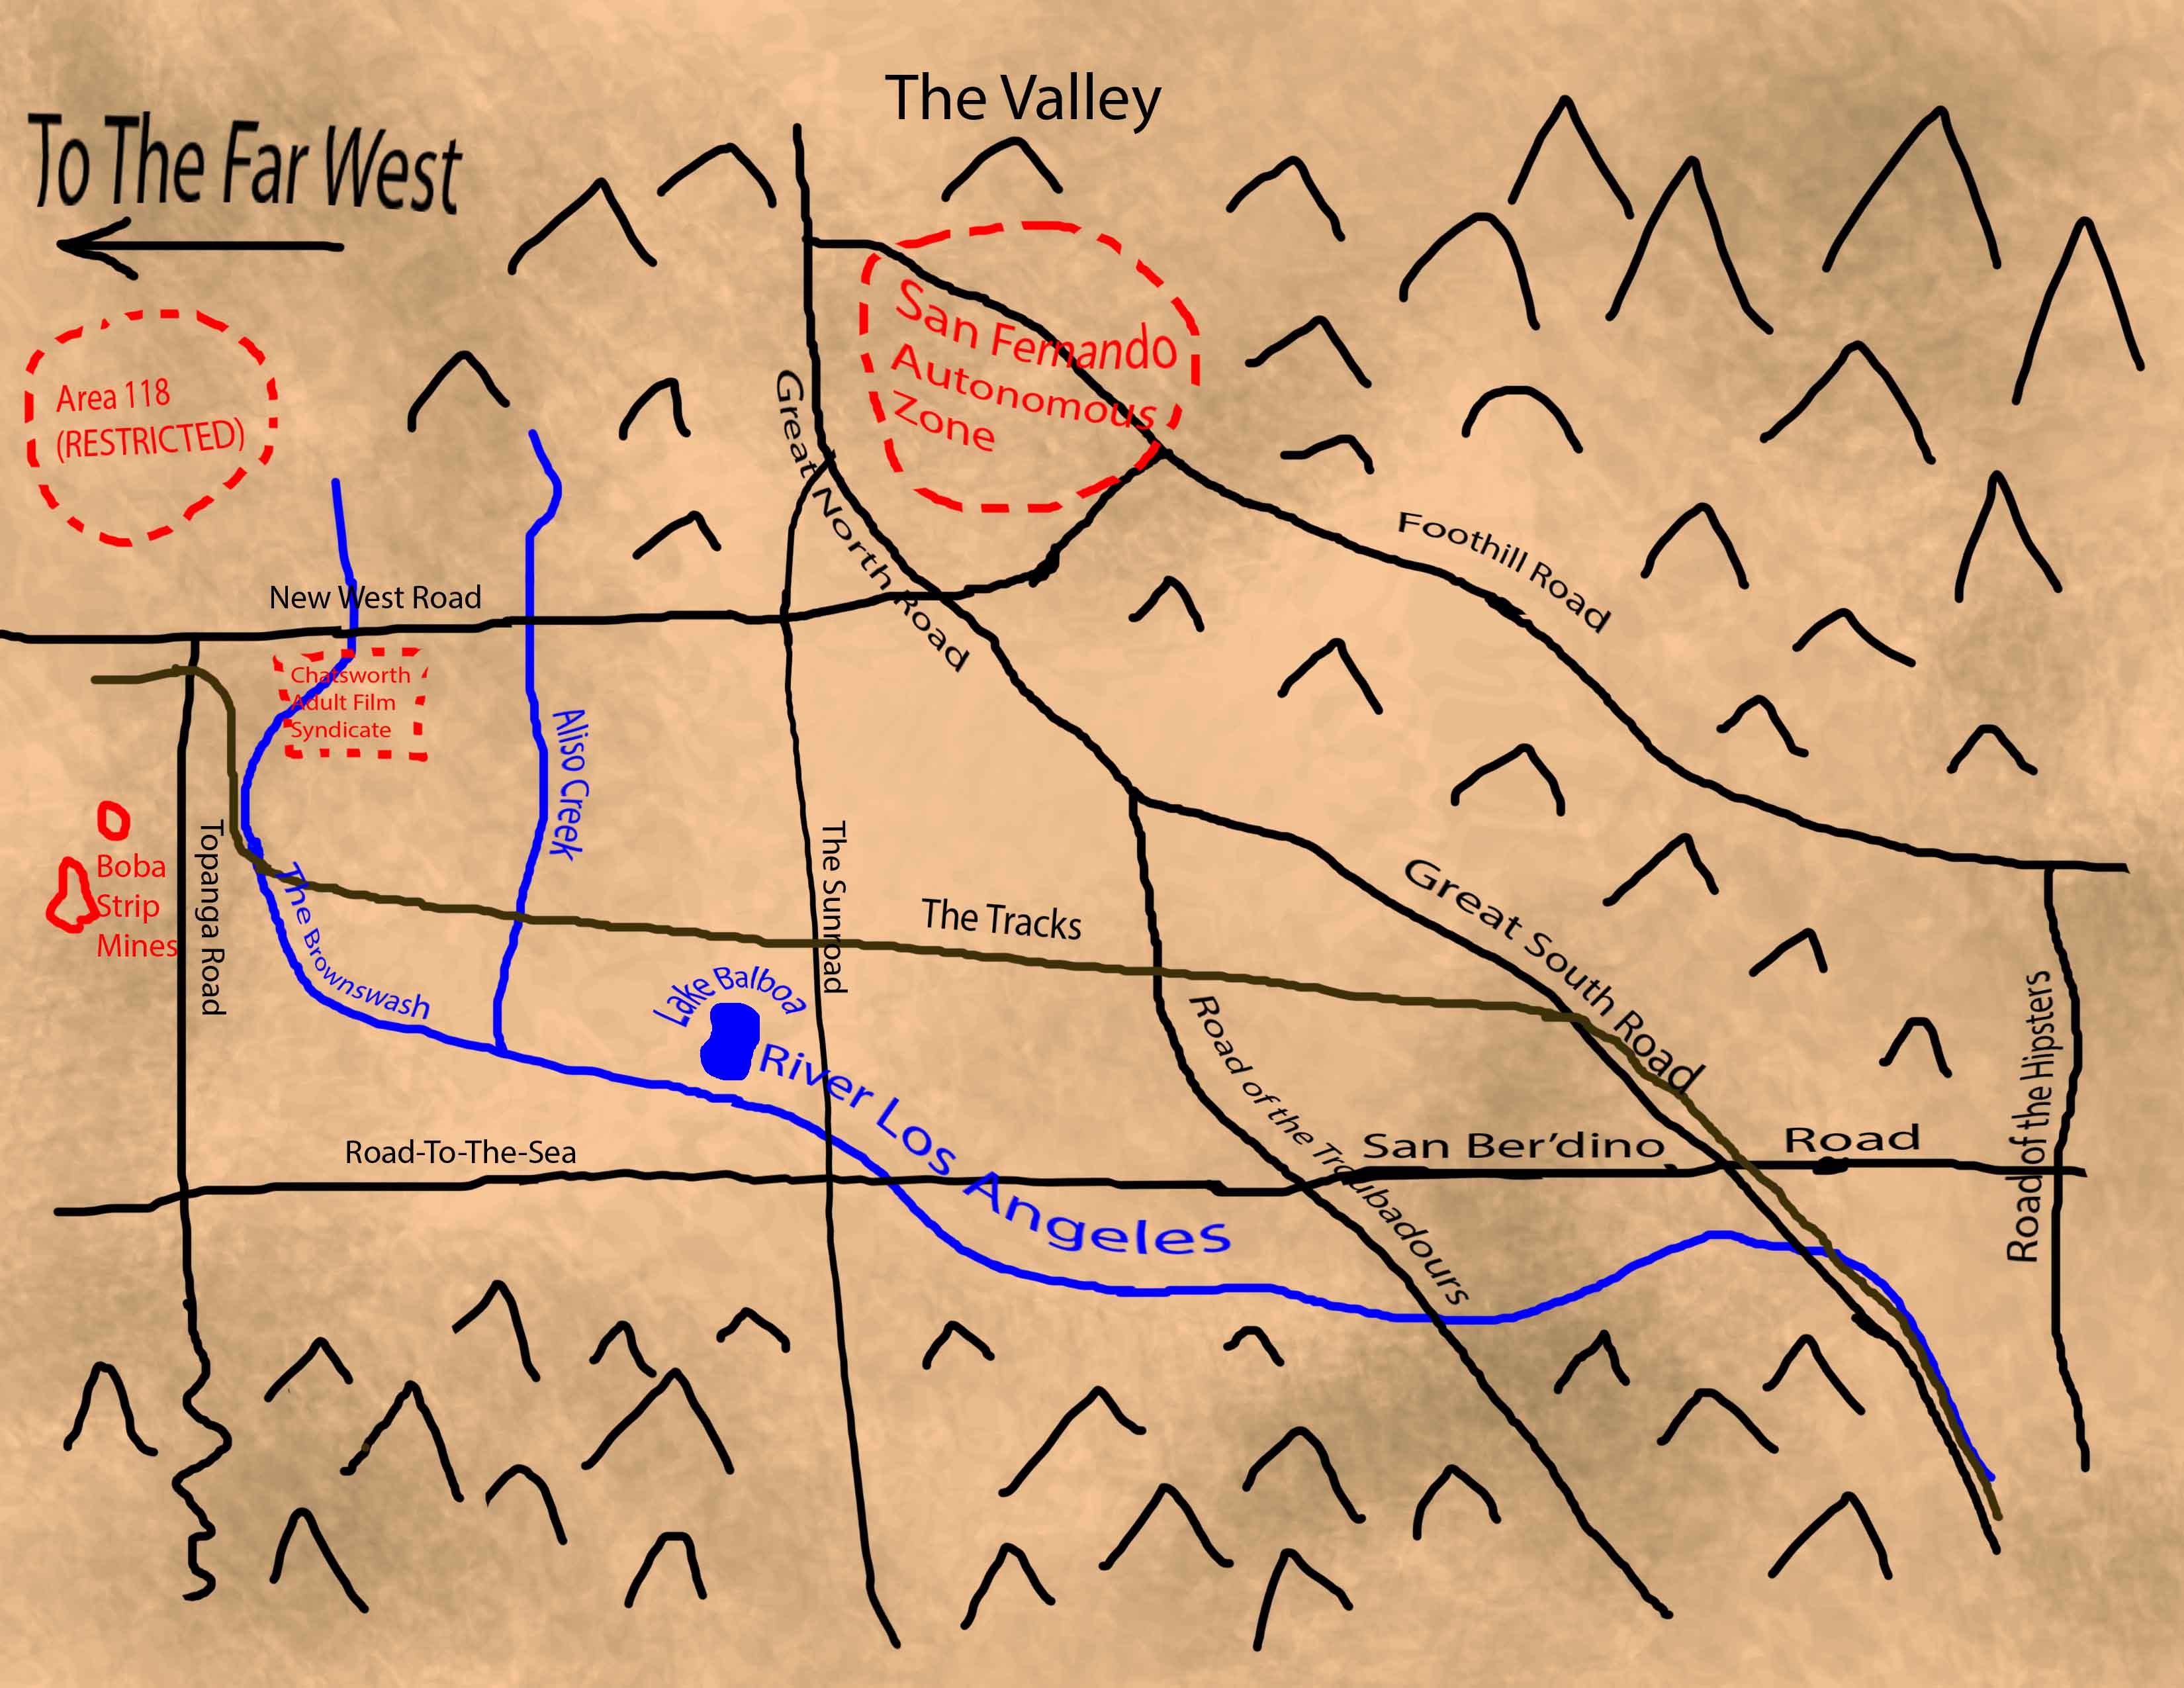 The Valley
To The Far West
Area 118
(RESTRICTED)
San Fernando
Autonomous
Zone
Great North Road
Foothill Road
New West Road
Chatsworth
Adult Film
Syndicate
Aliso Creek
Boba
Strip
Mines
Topanga Road
The Brownswash
The Sunroad
The Tracks
Great South Road
Lake Balboa
River Los Angeles
Road of the Troubadours
Road of the Hipsters
Road-To-The-Sea
San Ber'dino Road